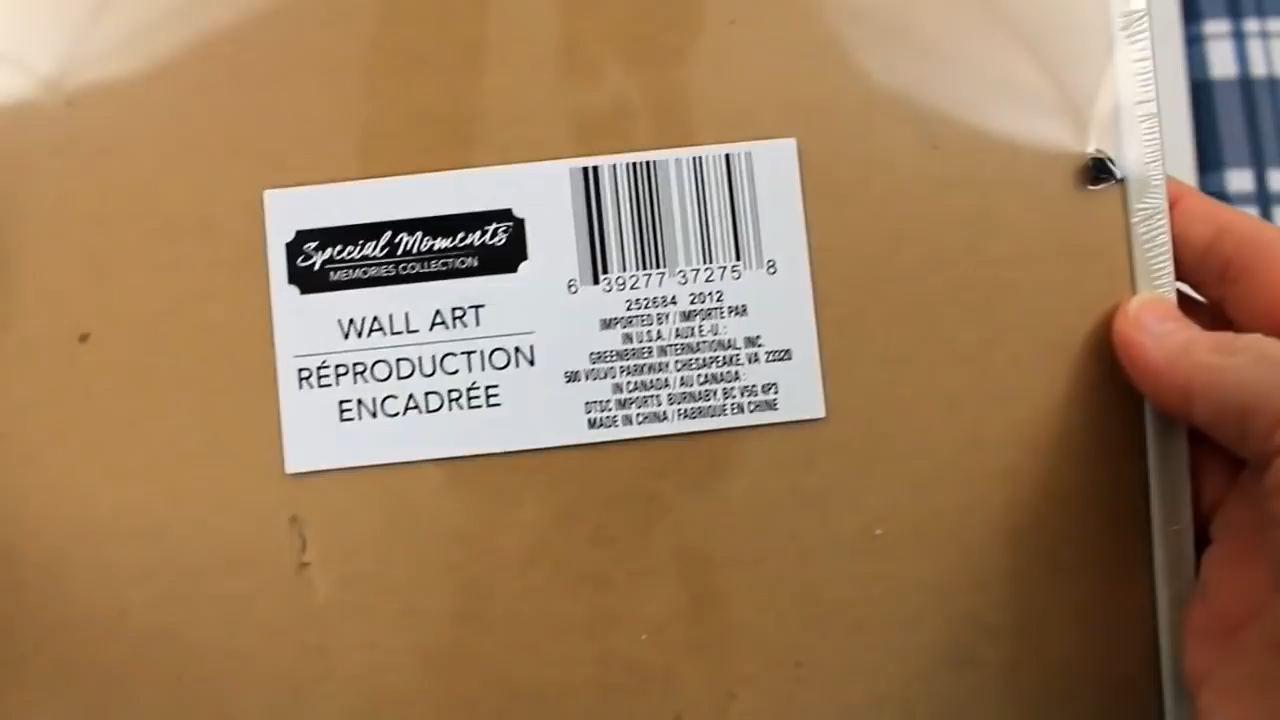 Special Moments
MEMORIES COLLECTION
WALL ART
RÉPRODUCTION
ENCADRÉE
6 39277 37275 8
252684 2012
IMPORTED BY / IMPORTÉ PAR
IN U.S.A. / AUX É.-U. :
GREENBRIER INTERNATIONAL, INC.
500 VOLVO PARKWAY, CHESAPEAKE, VA 23320
IN CANADA / AU CANADA :
DTSC IMPORTS BURNABY, BC V5G 4P3
MADE IN CHINA / FABRIQUÉ EN CHINE